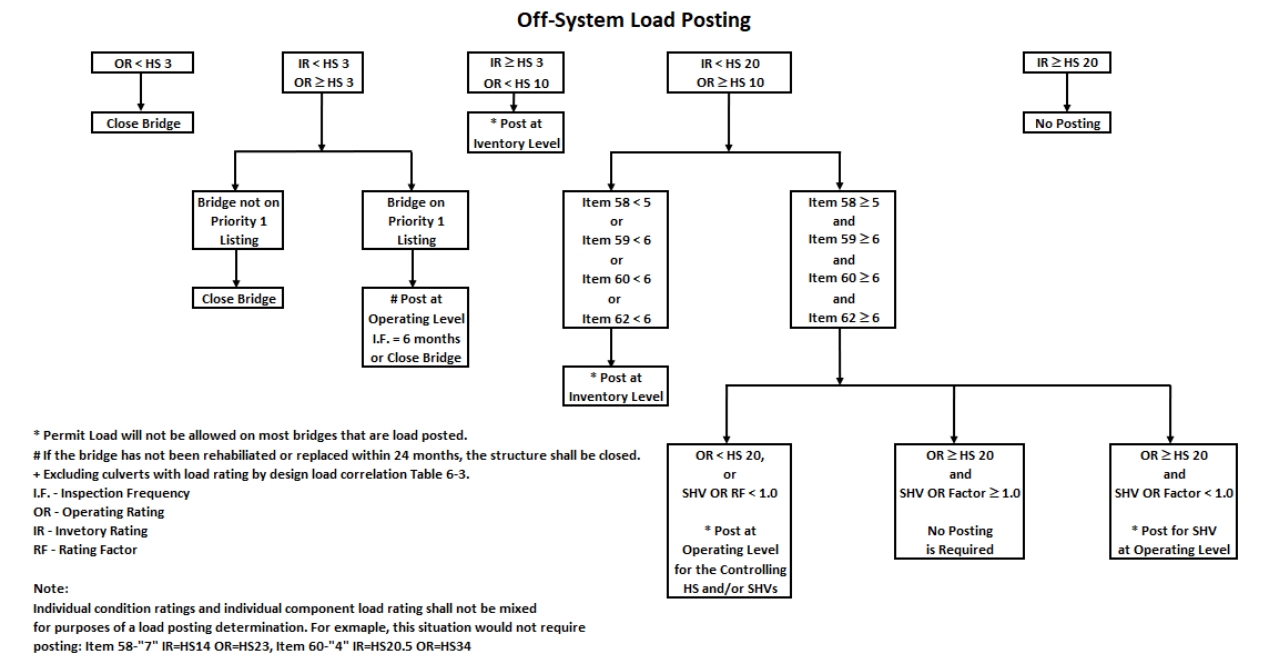 Off-System Load Posting
OR < HS 3
Close Bridge
IR < HS 3
OR ≥ HS 3
Bridge not on
Priority 1
Listing
Close Bridge
Bridge on
Priority 1
Listing
# Post at
Operating Level
I.F. = 6 months
or Close Bridge
IR ≥ HS 3
OR < HS 10
* Post at
Iventory Level
IR < HS 20
OR ≥ HS 10
Item 58 < 5
or
Item 59 < 6
or
Item 60 < 6
or
Item 62 < 6
* Post at
Inventory Level
Item 58 ≥ 5
and
Item 59 ≥ 6
and
Item 60 ≥ 6
and
Item 62 ≥ 6
OR < HS 20,
or
SHV OR RF < 1.0
* Post at
Operating Level
for the Controlling
HS and/or SHVs
OR ≥ HS 20
and
SHV OR Factor ≥ 1.0
No Posting
is Required
OR ≥ HS 20
and
SHV OR Factor < 1.0
* Post for SHV
at Operating Level
IR ≥ HS 20
No Posting
* Permit Load will not be allowed on most bridges that are load posted.
# If the bridge has not been rehabiliated or replaced within 24 months, the structure shall be closed.
+ Excluding culverts with load rating by design load correlation Table 6-3.
I.F. - Inspection Frequency
OR - Operating Rating
IR - Invetory Rating
RF - Rating Factor
Note:
Individual condition ratings and individual component load rating shall not be mixed
for purposes of a load posting determination. For exmaple, this situation would not require
posting: Item 58-"7" IR=HS14 OR=HS23, Item 60-"4" IR=HS20.5 OR=HS34